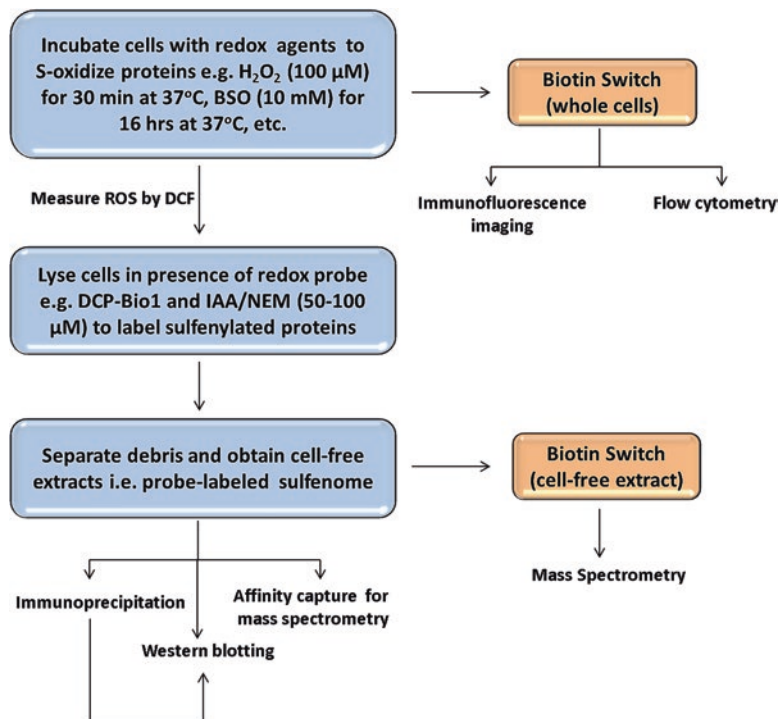 Incubate cells with redox agents to
S-oxidize proteins e.g. H₂O₂ (100 µM)
for 30 min at 37°C, BSO (10 mM) for
16 hrs at 37°C, etc.
Biotin Switch
(whole cells)
Measure ROS by DCF
Immunofluorescence
imaging
Flow cytometry
Lyse cells in presence of redox probe
e.g. DCP-Bio1 and IAA/NEM (50-100
µM) to label sulfenylated proteins
Separate debris and obtain cell-free
extracts i.e. probe-labeled sulfenome
Biotin Switch
(cell-free extract)
Mass Spectrometry
Immunoprecipitation
Affinity capture for
mass spectrometry
Western blotting